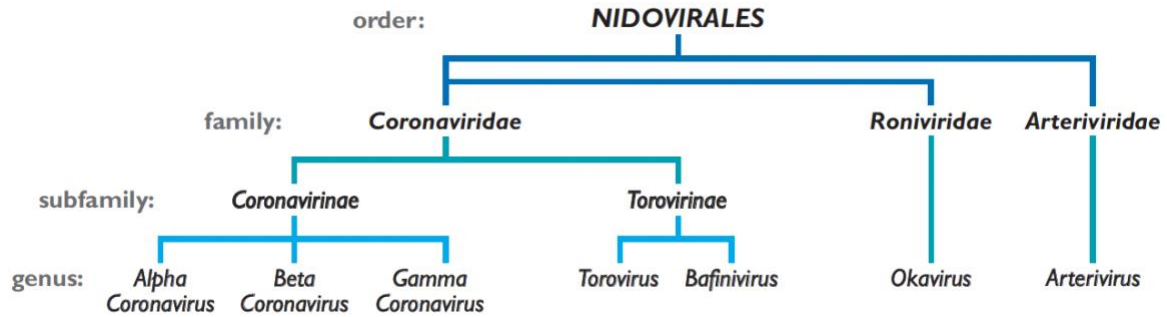 order: NIDOVIRALES
family: Coronaviridae Roniviridae Arteriviridae
subfamily: Coronavirinae Torovirinae
genus: Alpha Beta Gamma Torovirus Bafinivirus Okavirus Arterivirus
Coronavirus Coronavirus Coronavirus